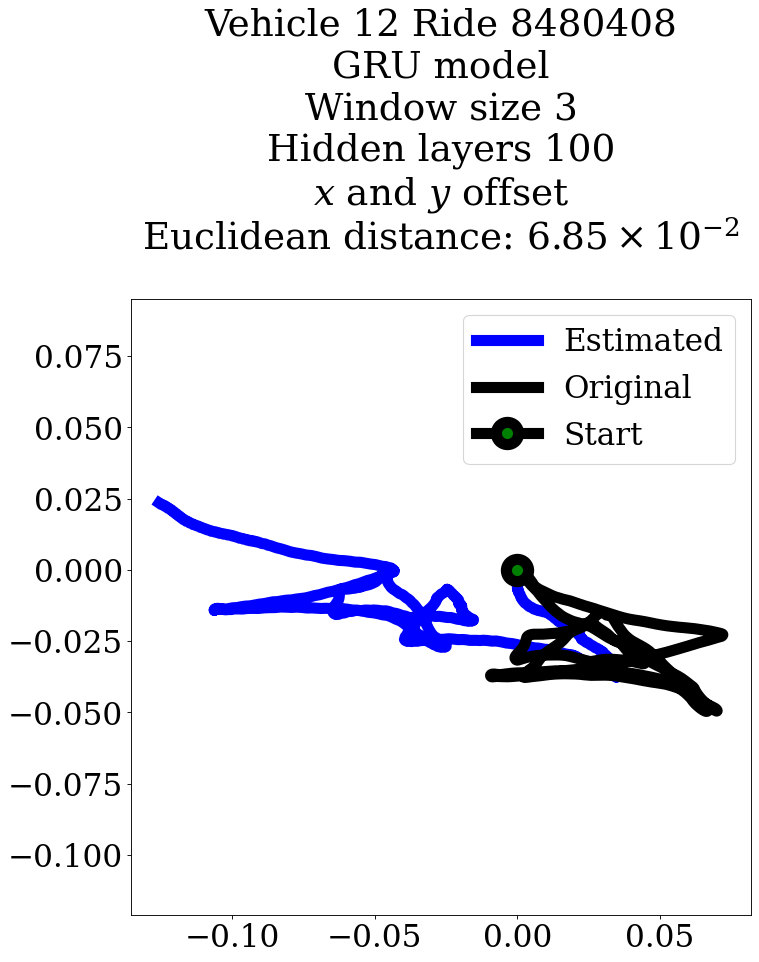 Vehicle 12 Ride 8480408
GRU model
Window size 3
Hidden layers 100
x and y offset
Euclidean distance: 6.85 × 10⁻²
Estimated
Original
Start
0.075
0.050
0.025
0.000
−0.025
−0.050
−0.075
−0.100
−0.10
−0.05
0.00
0.05